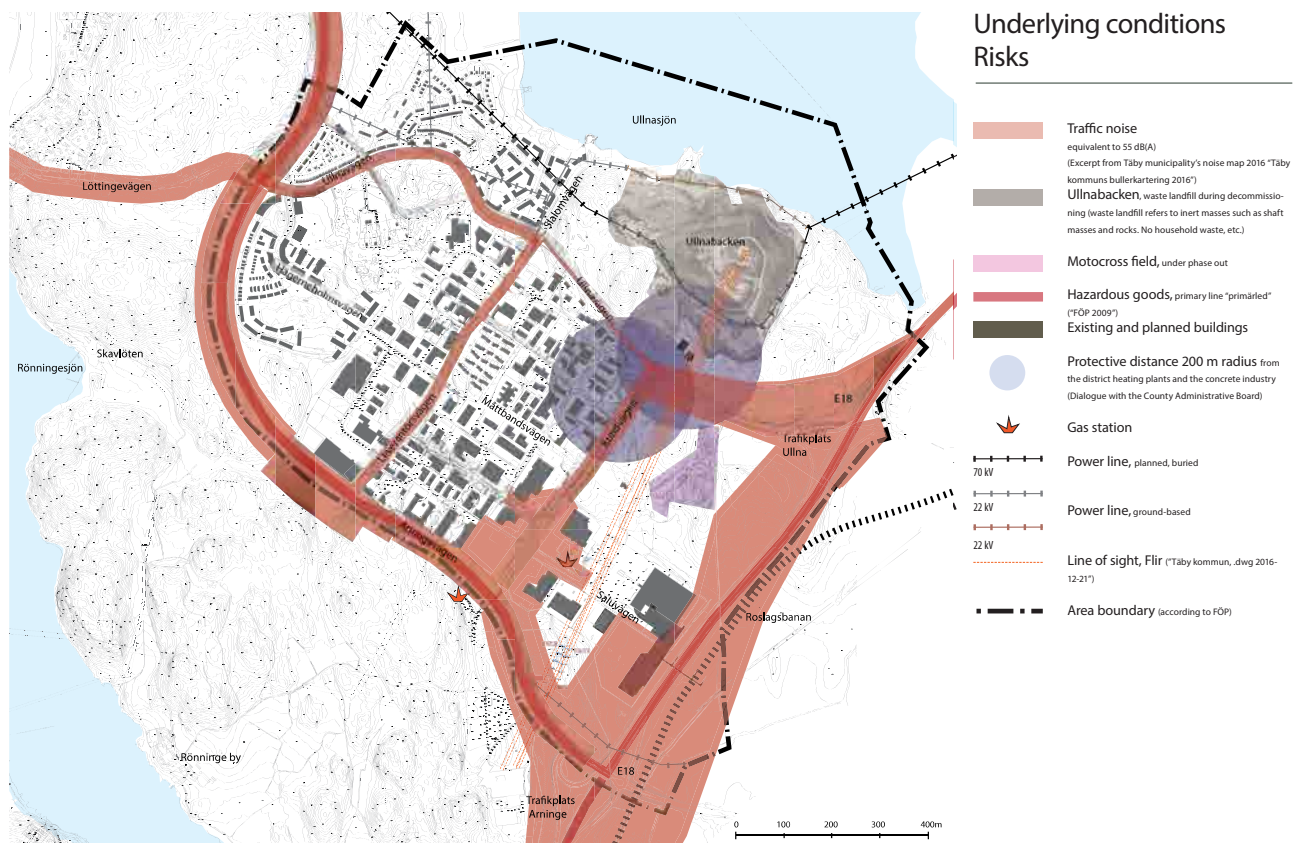 Underlying conditions
Risks
Traffic noise
equivalent to 55 dB(A)
(Excerpt from Täby municipality's noise map 2016 "Täby
kommuns bullerkartering 2016")
Ullnabacken, waste landfill during decommissio-
ning (waste landfill refers to inert masses such as shaft
masses and rocks. No household waste, etc.)
Motocross field, under phase out
Hazardous goods, primary line "primärled"
("FÖP 2009")
Existing and planned buildings
Protective distance 200 m radius from
the district heating plants and the concrete industry
(Dialogue with the County Administrative Board)
Gas station
70 kV
Power line, planned, buried
22 kV
Power line, ground-based
22 kV
Line of sight, Flir ("Täby kommun, .dwg 2016-
12-21")
Area boundary (according to FÖP)
Ullnasjön
Löttingevägen
Ullnavägen
Slalomvägen
Ullnabacken
Hägerneholmsvägen
Ullnavägen
Skavlöten
Rönningesjön
Måttbandsvägen
E18
Trafikplats
Ullna
Arningevägen
Saluvägen
Roslagsbanan
Rönninge by
E18
Trafikplats
Arninge
0 100 200 300 400m